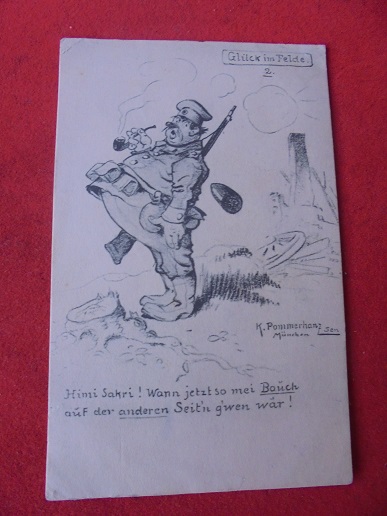 Glück im Felde.
2.
K. Pommerhanz
München Sen
Himi Sakri! Wann jetzt so mei Bauch
auf der anderen Seit'n g'wen wär!